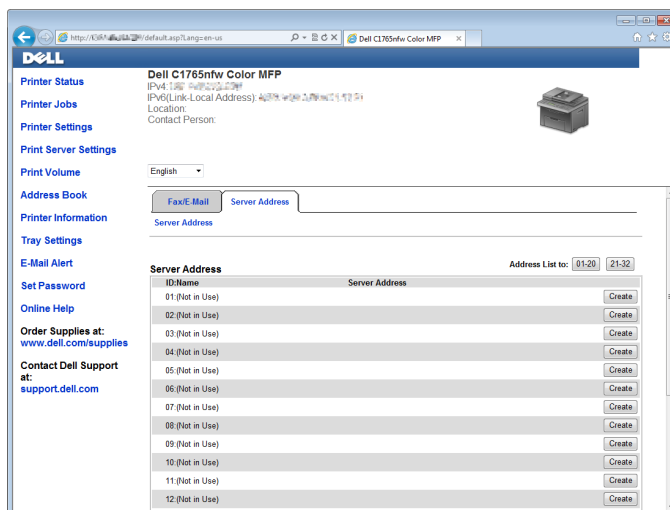 http:// /default.asp?Lang=en-us
Dell C1765nfw Color MFP
DELL
Printer Status
Printer Jobs
Printer Settings
Print Server Settings
Print Volume
Address Book
Printer Information
Tray Settings
E-Mail Alert
Set Password
Online Help
Order Supplies at:
www.dell.com/supplies
Contact Dell Support
at:
support.dell.com
Dell C1765nfw Color MFP
IPv4:
IPv6(Link-Local Address):
Location:
Contact Person:
English
Fax/E-Mail Server Address
Server Address
Server Address Address List to: 01-20 21-32
ID:Name Server Address
01:(Not in Use) Create
02:(Not in Use) Create
03:(Not in Use) Create
04:(Not in Use) Create
05:(Not in Use) Create
06:(Not in Use) Create
07:(Not in Use) Create
08:(Not in Use) Create
09:(Not in Use) Create
10:(Not in Use) Create
11:(Not in Use) Create
12:(Not in Use) Create